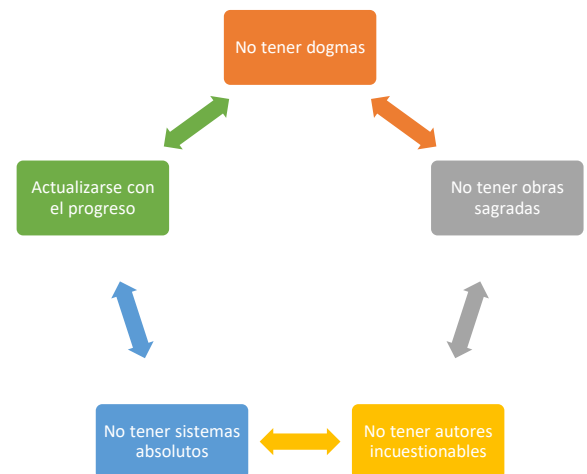 No tener dogmas
Actualizarse con
el progreso
No tener obras
sagradas
No tener sistemas
absolutos
No tener autores
incuestionables